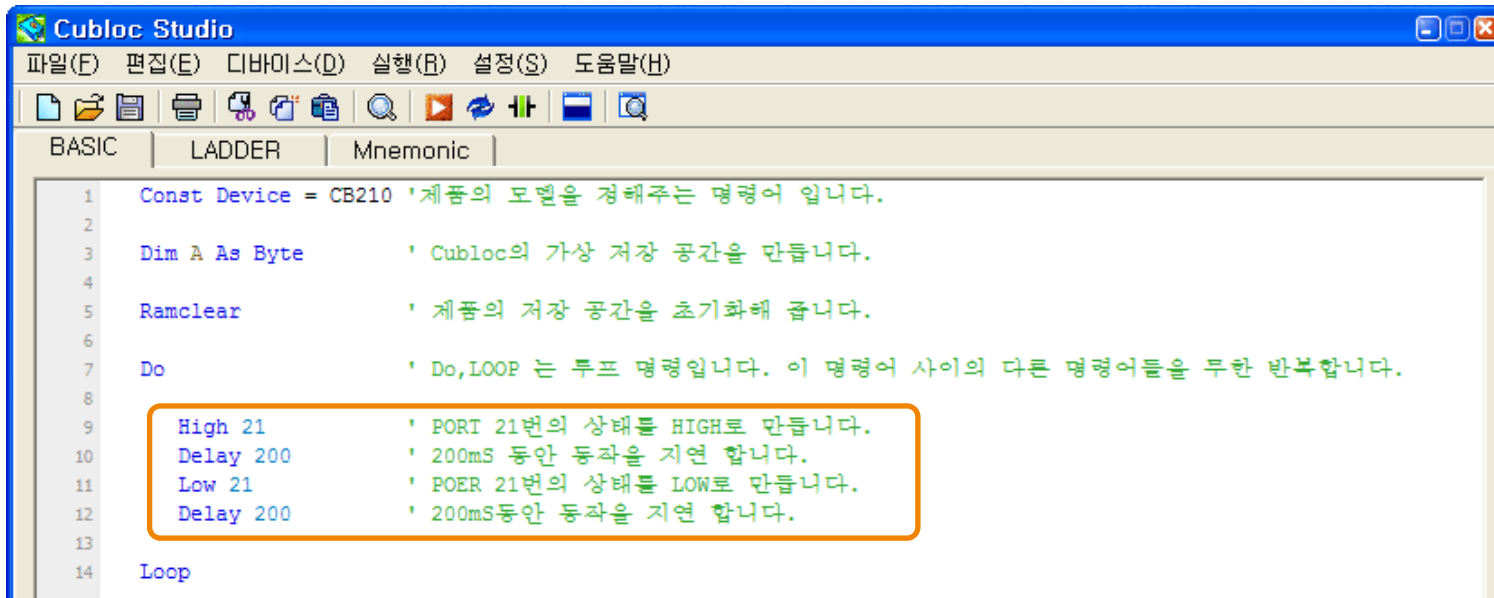 Cubloc Studio
파일(F) 편집(E) 디바이스(D) 실행(R) 설정(S) 도움말(H)
BASIC LADDER Mnemonic
1 Const Device = CB210 '제품의 모델을 정해주는 명령어 입니다.
2
3 Dim A As Byte ' Cubloc의 가상 저장 공간을 만듭니다.
4
5 Ramclear ' 제품의 저장 공간을 초기화해 줍니다.
6
7 Do ' Do,LOOP 는 루프 명령입니다. 이 명령어 사이의 다른 명령어들을 무한 반복합니다.
8
9 High 21 ' PORT 21번의 상태를 HIGH로 만듭니다.
10 Delay 200 ' 200mS 동안 동작을 지연 합니다.
11 Low 21 ' POER 21번의 상태를 LOW로 만듭니다.
12 Delay 200 ' 200mS동안 동작을 지연 합니다.
13
14 Loop